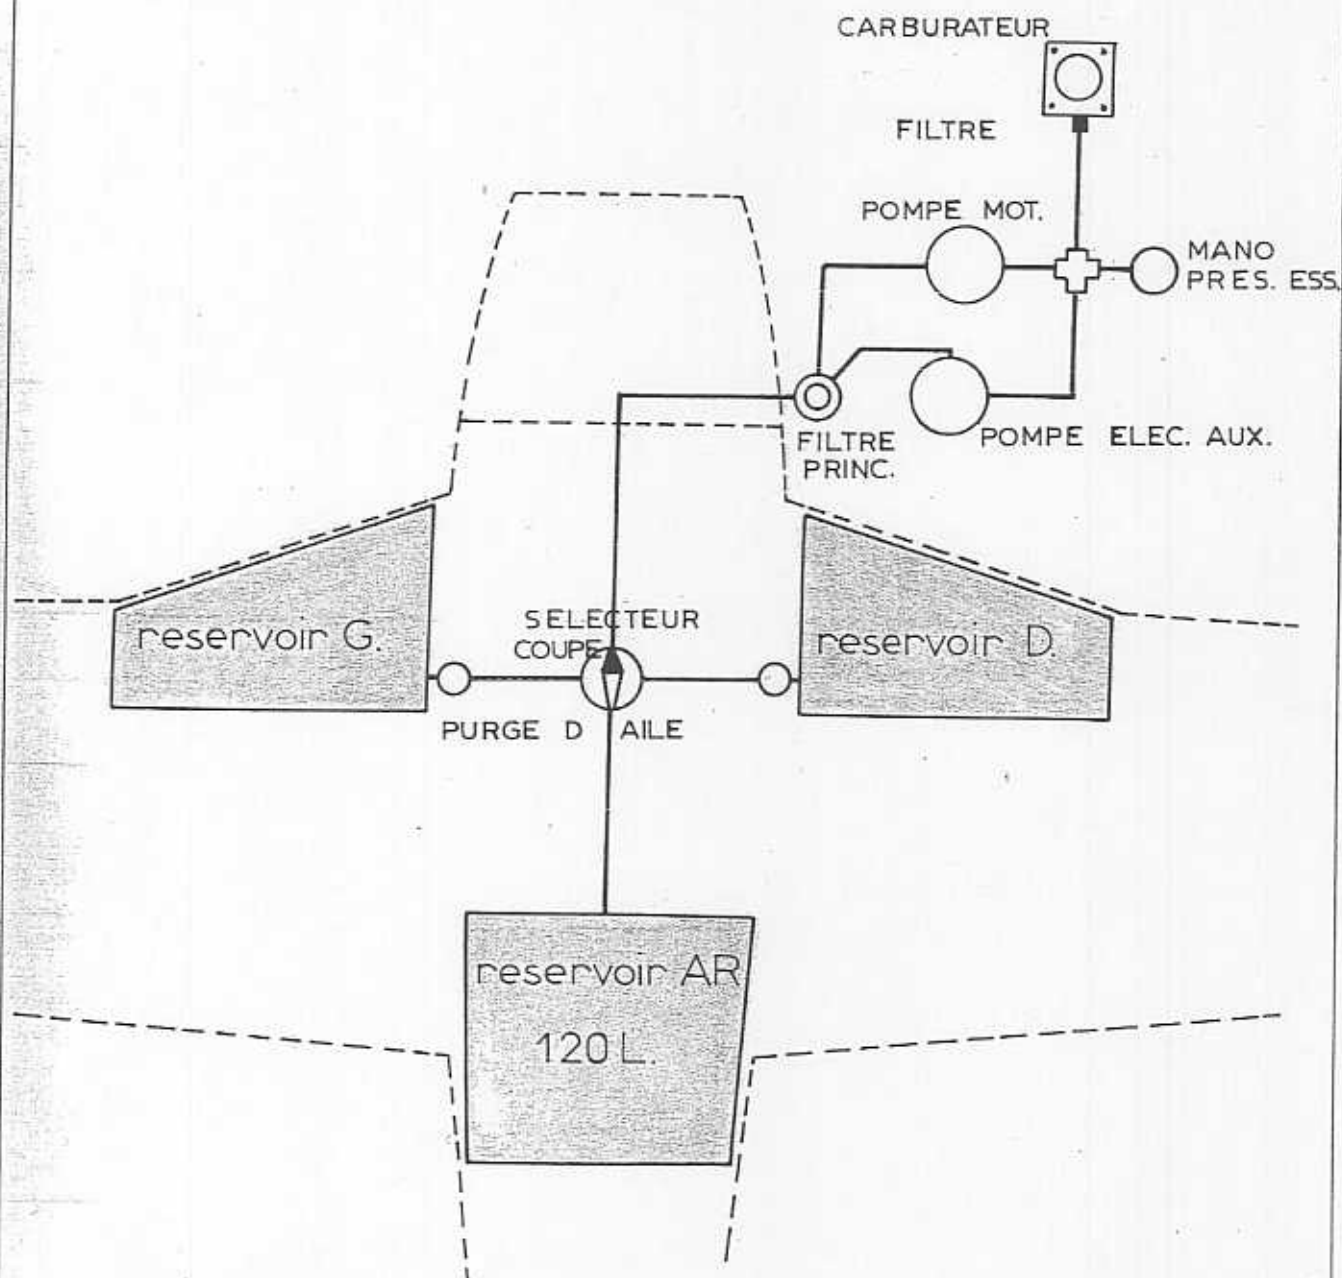 CARBURATEUR
FILTRE
POMPE MOT.
MANO
PRES. ESS.
FILTRE
PRINC.
POMPE ELEC. AUX.
SELECTEUR
COUPE
reservoir G.
reservoir D.
PURGE D AILE
reservoir AR
120 L.